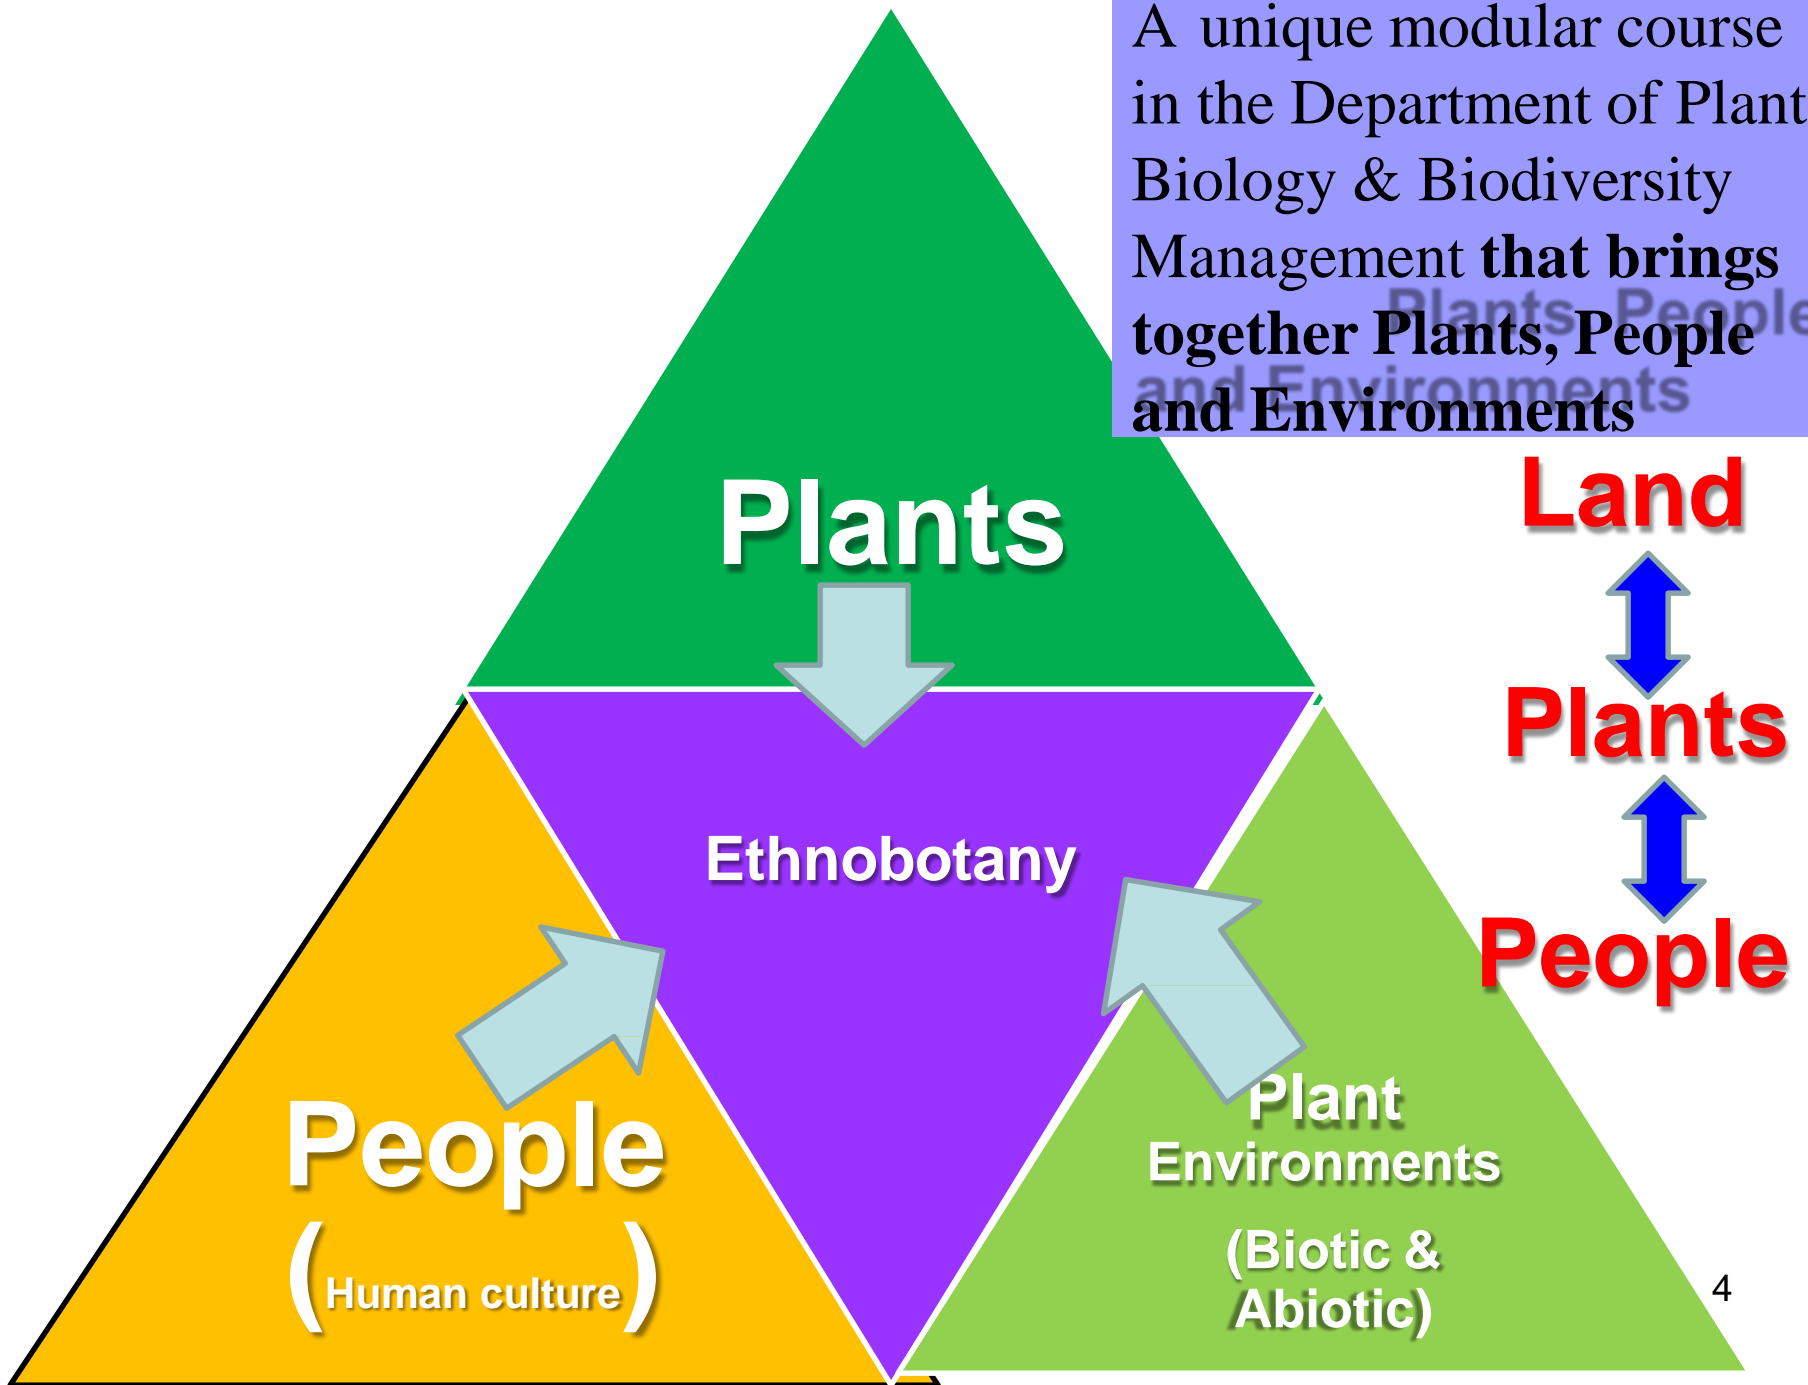 A unique modular course
in the Department of Plant
Biology & Biodiversity
Management that brings
together Plants, People
and Environments
Plants
Ethnobotany
People
(Human culture)
Plant
Environments
(Biotic &
Abiotic)
Land
Plants
People
4